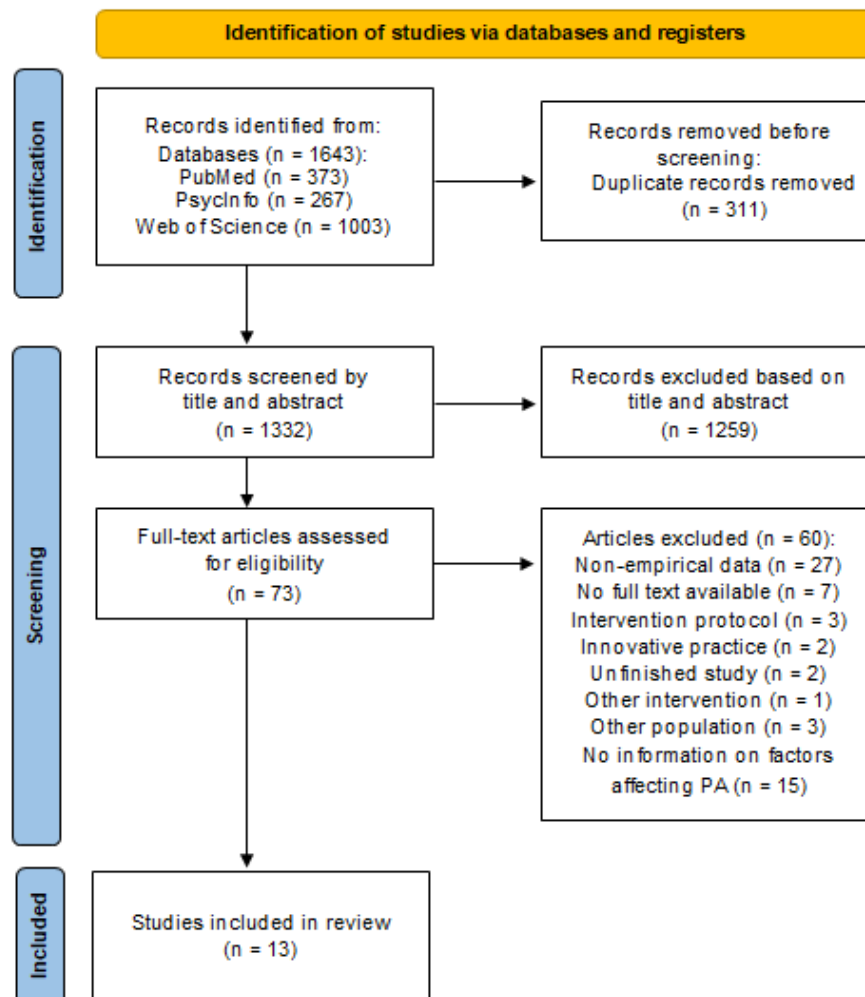 Identification of studies via databases and registers
Identification
Records identified from:
Databases (n = 1643):
PubMed (n = 373)
PsycInfo (n = 267)
Web of Science (n = 1003)
Records removed before
screening:
Duplicate records removed
(n = 311)
Screening
Records screened by
title and abstract
(n = 1332)
Records excluded based on
title and abstract
(n = 1259)
Full-text articles assessed
for eligibility
(n = 73)
Articles excluded (n = 60):
Non-empirical data (n = 27)
No full text available (n = 7)
Intervention protocol (n = 3)
Innovative practice (n = 2)
Unfinished study (n = 2)
Other intervention (n = 1)
Other population (n = 3)
No information on factors
affecting PA (n = 15)
Included
Studies included in review
(n = 13)